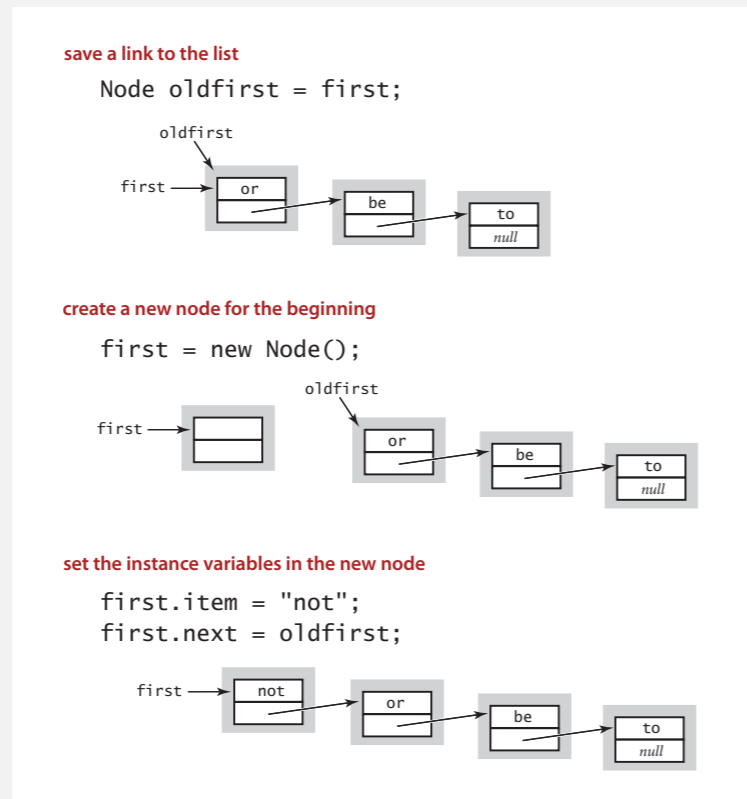 save a link to the list
Node oldfirst = first;
oldfirst
first
or
be
to
null
create a new node for the beginning
first = new Node();
oldfirst
first
or
be
to
null
set the instance variables in the new node
first.item = "not";
first.next = oldfirst;
first
not
or
be
to
null